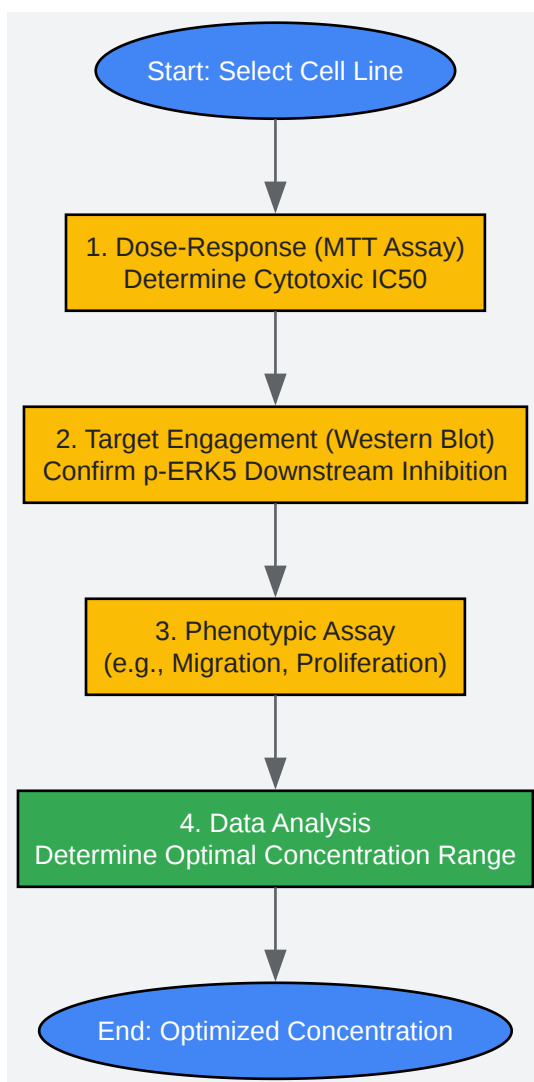 Start: Select Cell Line
1. Dose-Response (MTT Assay)
Determine Cytotoxic IC50
2. Target Engagement (Western Blot)
Confirm p-ERK5 Downstream Inhibition
3. Phenotypic Assay
(e.g., Migration, Proliferation)
4. Data Analysis
Determine Optimal Concentration Range
End: Optimized Concentration